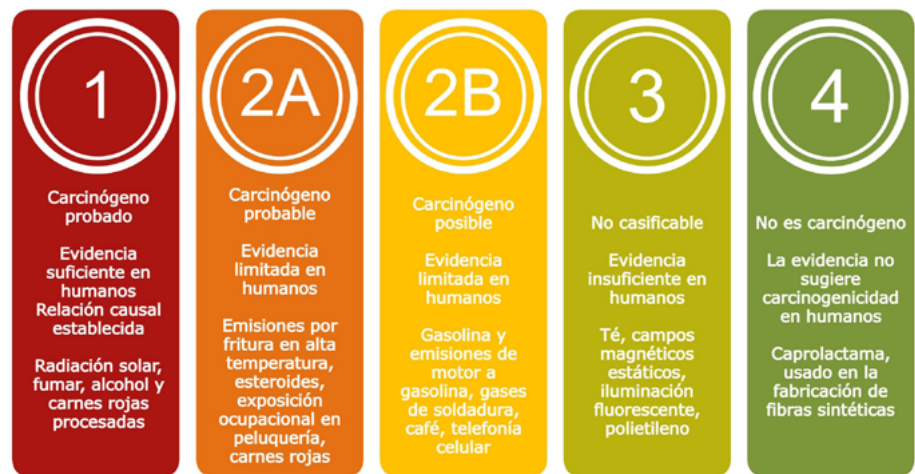 1
Carcinógeno
probado
Evidencia
suficiente en
humanos
Relación causal
establecida
Radiación solar,
fumar, alcohol y
carnes rojas
procesadas
2A
Carcinógeno
probable
Evidencia
limitada en
humanos
Emisiones por
fritura en alta
temperatura,
esteroides,
exposición
ocupacional en
peluquería,
carnes rojas
2B
Carcinógeno
posible
Evidencia
limitada en
humanos
Gasolina y
emisiones de
motor a
gasolina, gases
de soldadura,
café, telefonía
celular
3
No casificable
Evidencia
insuficiente en
humanos
Té, campos
magnéticos
estáticos,
iluminación
fluorescente,
polietileno
4
No es carcinógeno
La evidencia no
sugiere
carcinogenicidad
en humanos
Caprolactama,
usado en la
fabricación de
fibras sintéticas